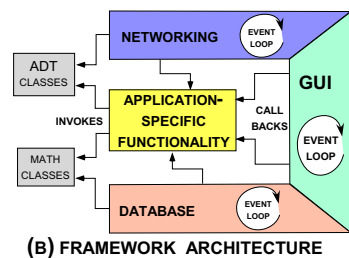 NETWORKING
EVENT
LOOP
ADT
CLASSES
GUI
APPLICATION-
SPECIFIC
FUNCTIONALITY
INVOKES
CALL
BACKS
EVENT
LOOP
MATH
CLASSES
DATABASE
EVENT
LOOP
(B) FRAMEWORK ARCHITECTURE